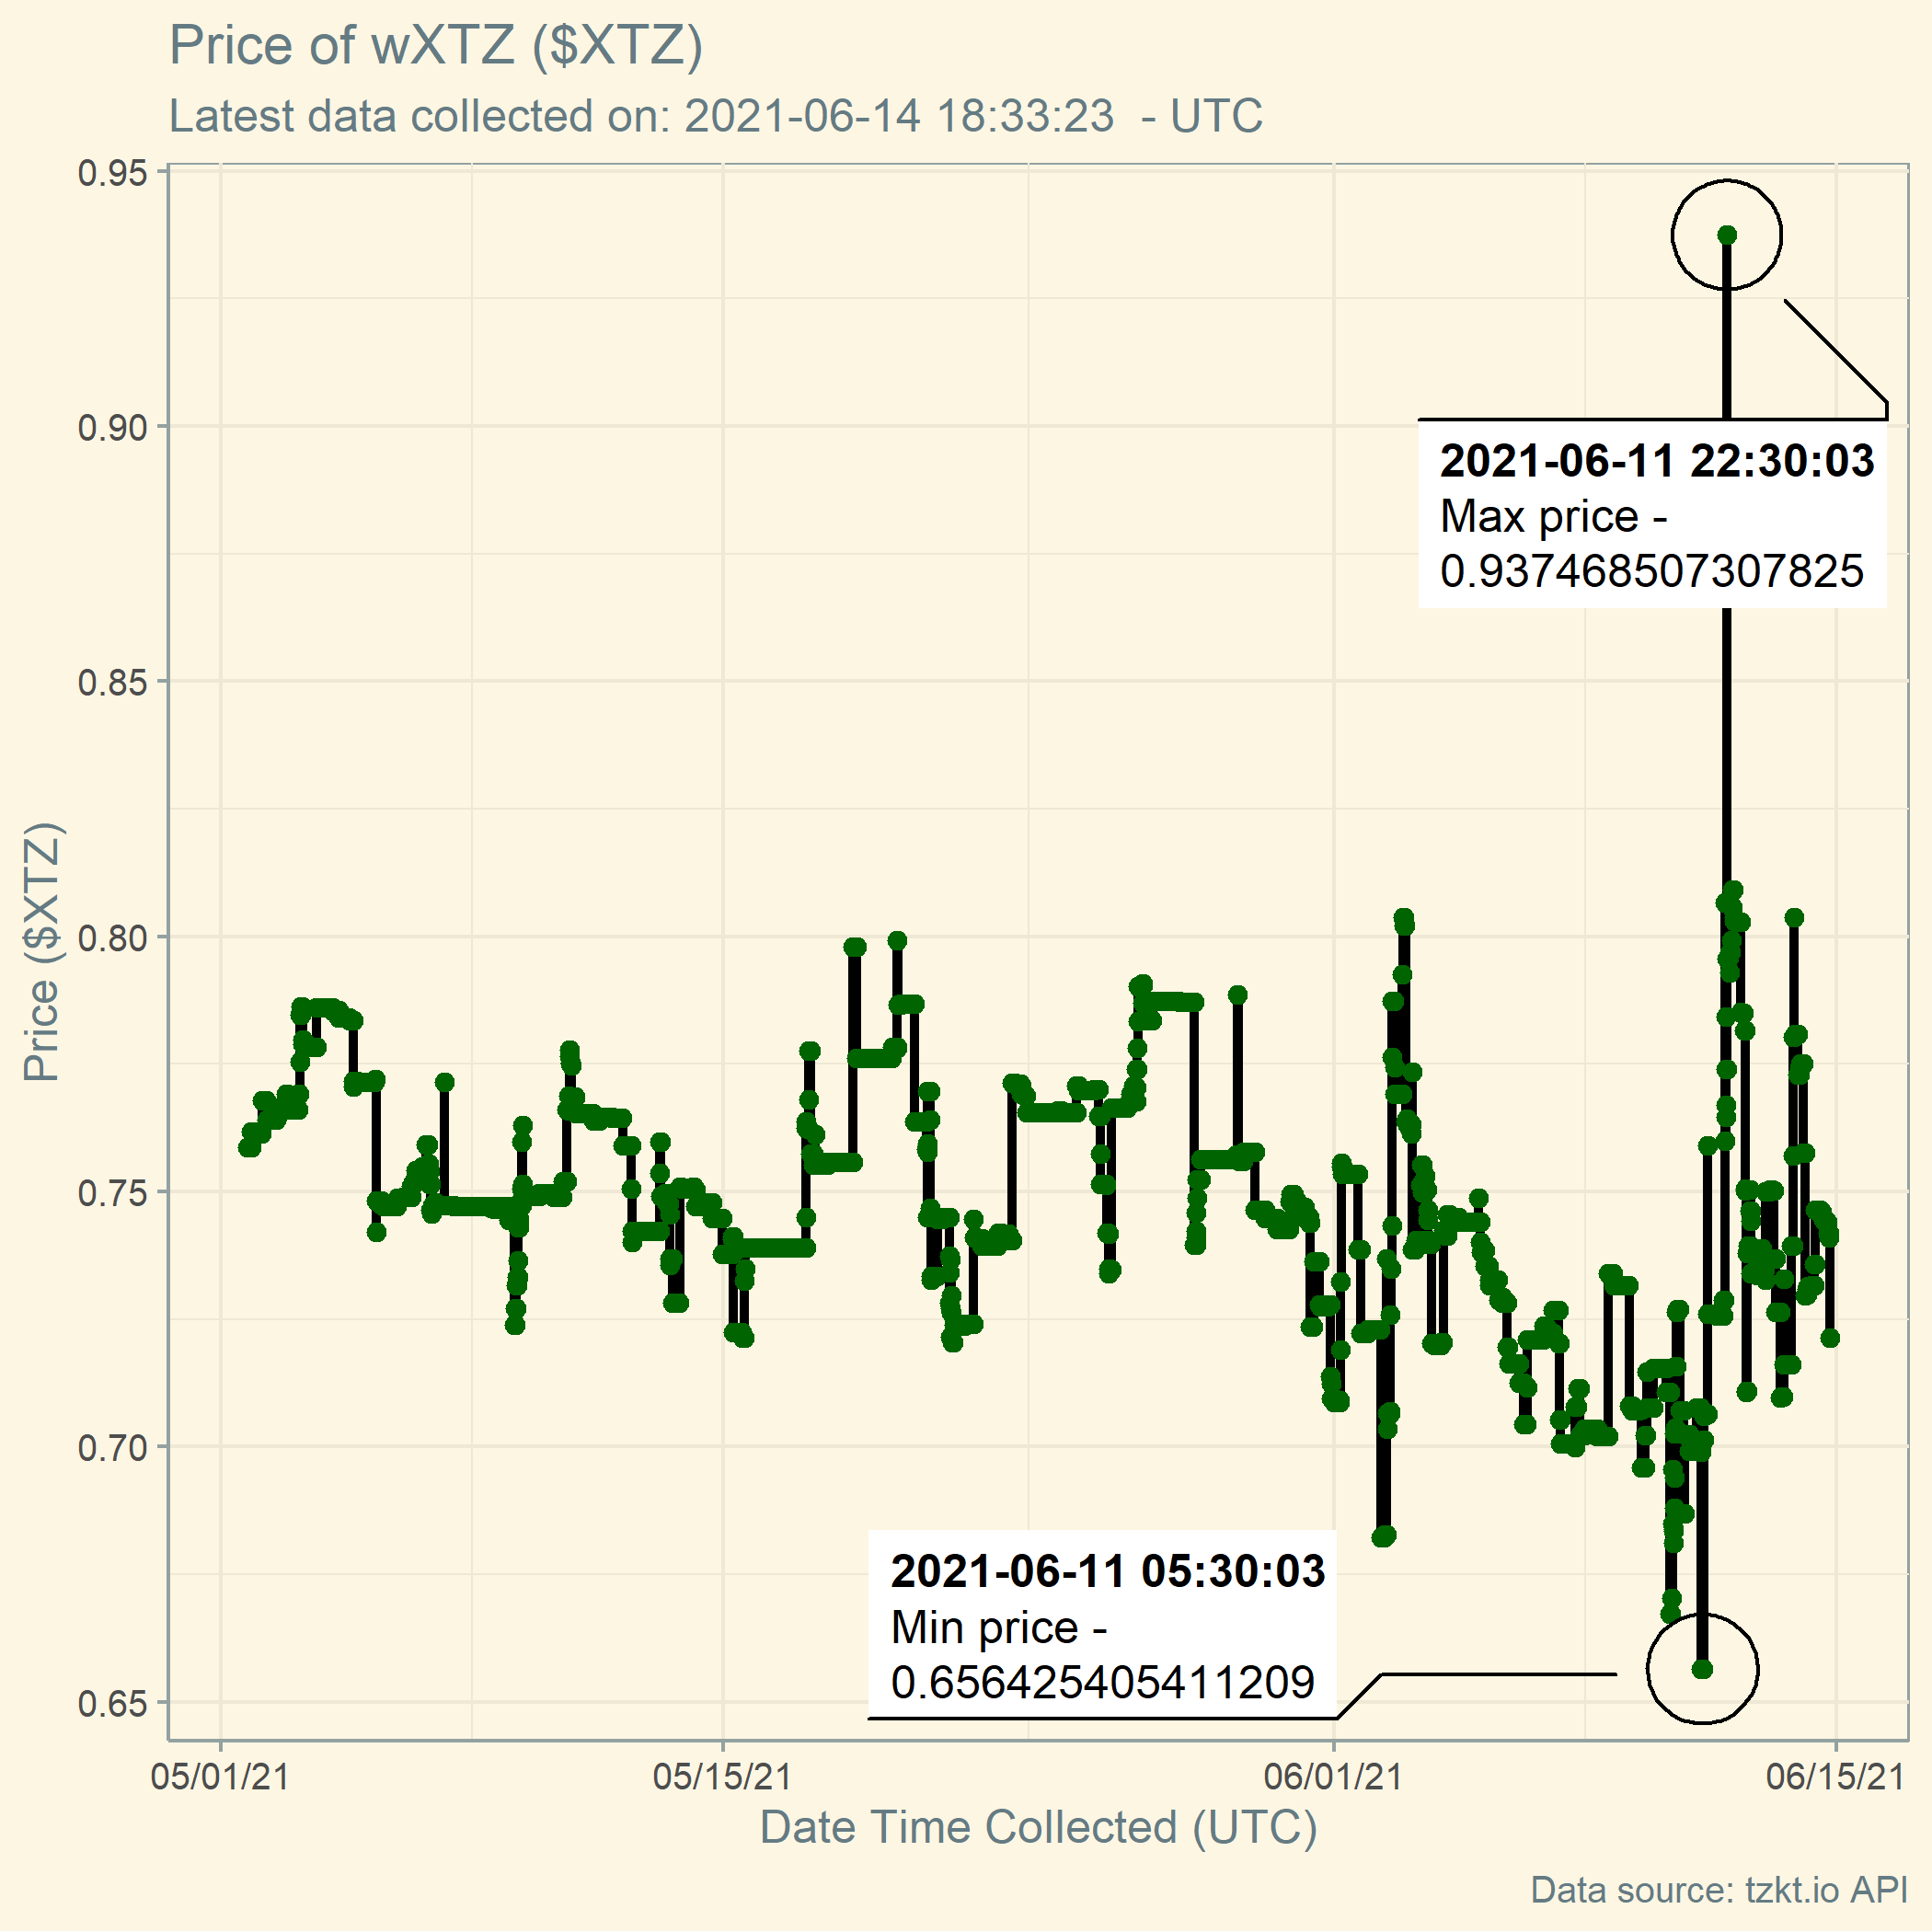 Price of wXTZ ($XTZ)
Latest data collected on: 2021-06-14 18:33:23  - UTC
0.95
0.90
0.85
0.80
0.75
0.70
0.65
Price ($XTZ)
2021-06-11 22:30:03
Max price -
0.937468507307825
2021-06-11 05:30:03
Min price -
0.656425405411209
05/01/21
05/15/21
06/01/21
06/15/21
Date Time Collected (UTC)
Data source: tzkt.io API